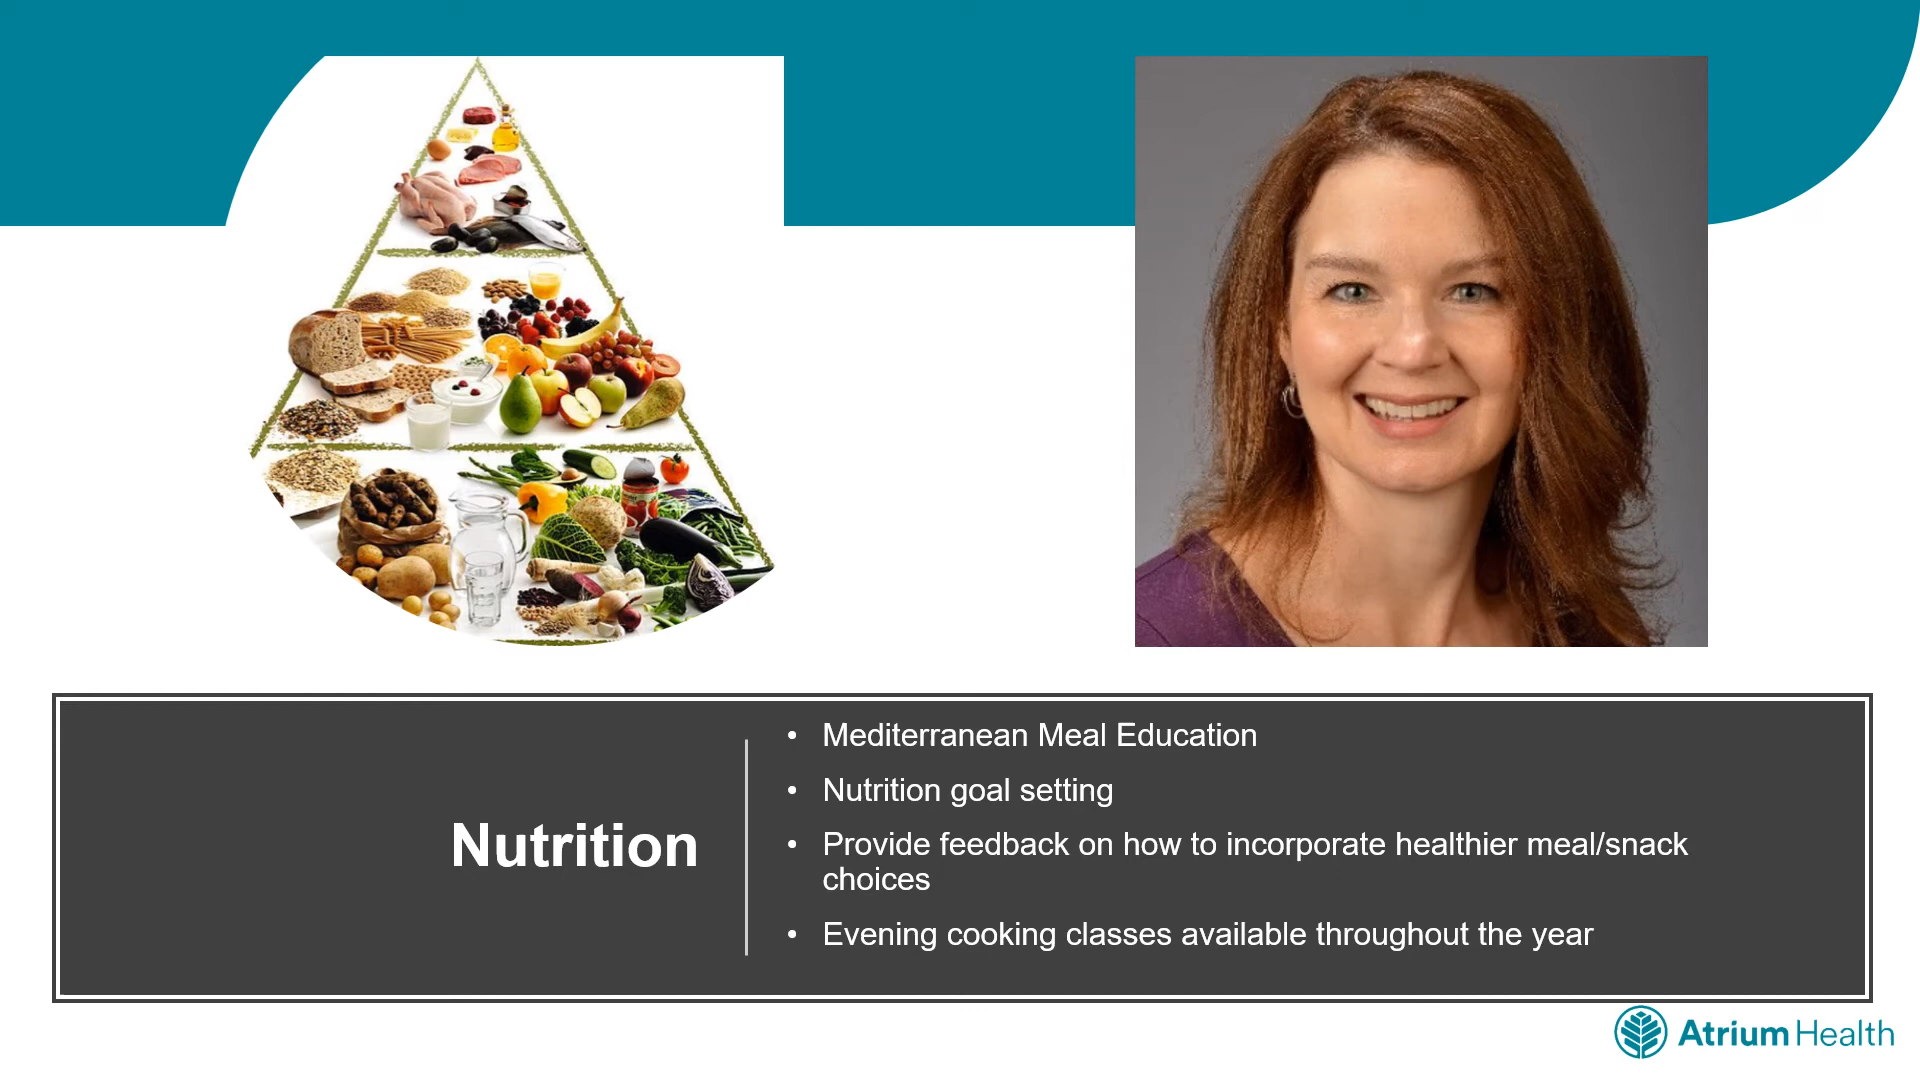 Nutrition
• Mediterranean Meal Education
• Nutrition goal setting
• Provide feedback on how to incorporate healthier meal/snack
choices
• Evening cooking classes available throughout the year
Atrium Health